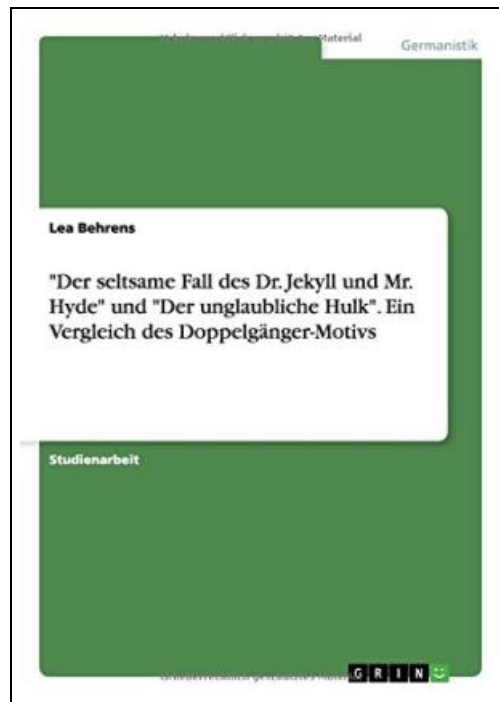 Germanistik
Lea Behrens
"Der seltsame Fall des Dr. Jekyll und Mr.
Hyde" und "Der unglaubliche Hulk". Ein
Vergleich des Doppelgänger-Motivs
Studienarbeit
GRIN